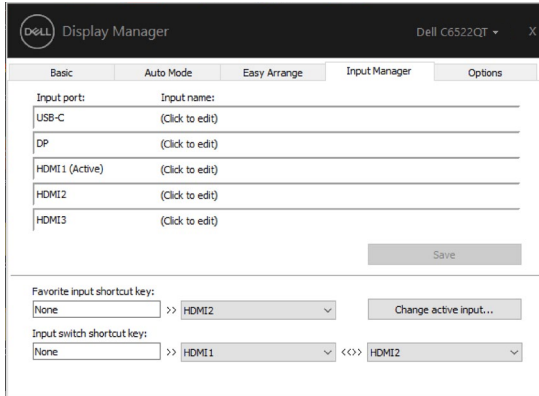 DELL Display Manager Dell C6522QT X
Basic Auto Mode Easy Arrange Input Manager Options
Input port: Input name:
USB-C (Click to edit)
DP (Click to edit)
HDMI1 (Active) (Click to edit)
HDMI2 (Click to edit)
HDMI3 (Click to edit)
Save
Favorite input shortcut key:
None >> HDMI2 Change active input...
Input switch shortcut key:
None >> HDMI1 <<>> HDMI2